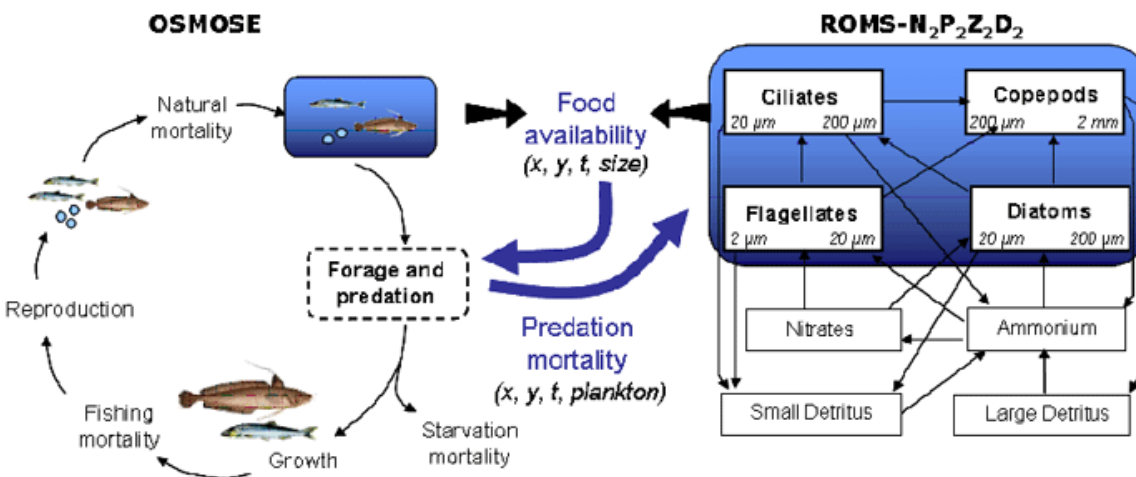 OSMOSE
ROMS-N₂P₂Z₂D₂
Natural
mortality
Food
availability
(x, y, t, size)
Ciliates
20 µm 200 µm
Copepods
200 µm 2 mm
Flagellates
2 µm 20 µm
Diatoms
20 µm 200 µm
Forage and
predation
Reproduction
Predation
mortality
(x, y, t, plankton)
Nitrates
Ammonium
Small Detritus
Large Detritus
Fishing
mortality
Growth
Starvation
mortality